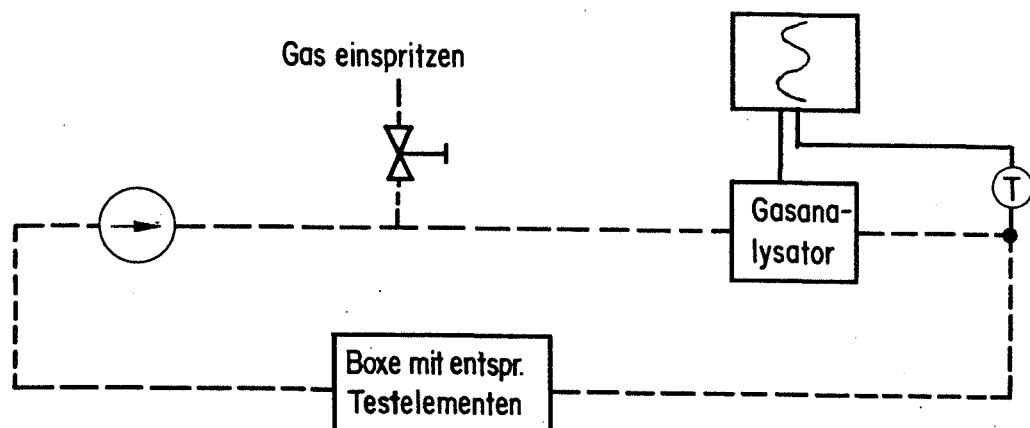 Gas einspritzen
T
Gasana-
lysator
Boxe mit entspr.
Testelementen